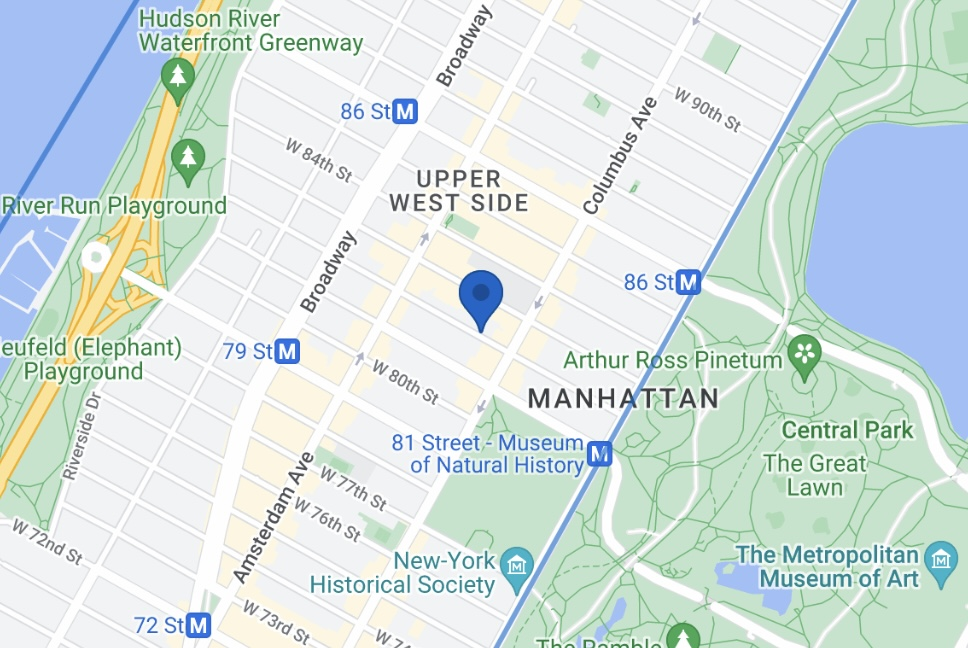 Hudson River
Waterfront Greenway
Broadway
86 St M
W 90th St
Columbus Ave
W 84th St
UPPER
WEST SIDE
River Run Playground
Broadway
86 St M
eufeld (Elephant)
Playground
79 St M
Arthur Ross Pinetum
W 80th St
MANHATTAN
Riverside Dr
81 Street - Museum
of Natural History M
Central Park
The Great
Lawn
W 77th St
W 76th St
Amsterdam Ave
W 72nd St
New-York
Historical Society
The Metropolitan
Museum of Art
W 73rd St
72 St M
W 74
The Ramble